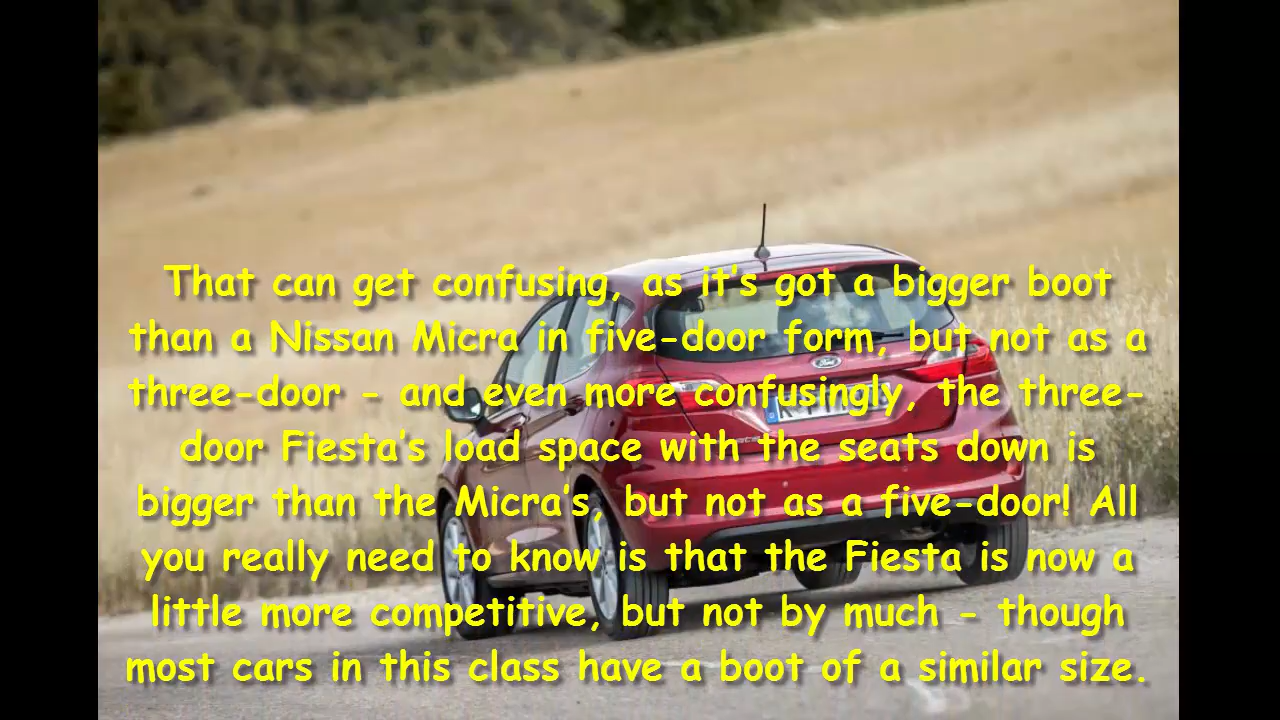 That can get confusing, as it's got a bigger boot
than a Nissan Micra in five-door form, but not as a
three-door - and even more confusingly, the three-
door Fiesta's load space with the seats down is
bigger than the Micra's, but not as a five-door! All
you really need to know is that the Fiesta is now a
little more competitive, but not by much - though
most cars in this class have a boot of a similar size.
Ford